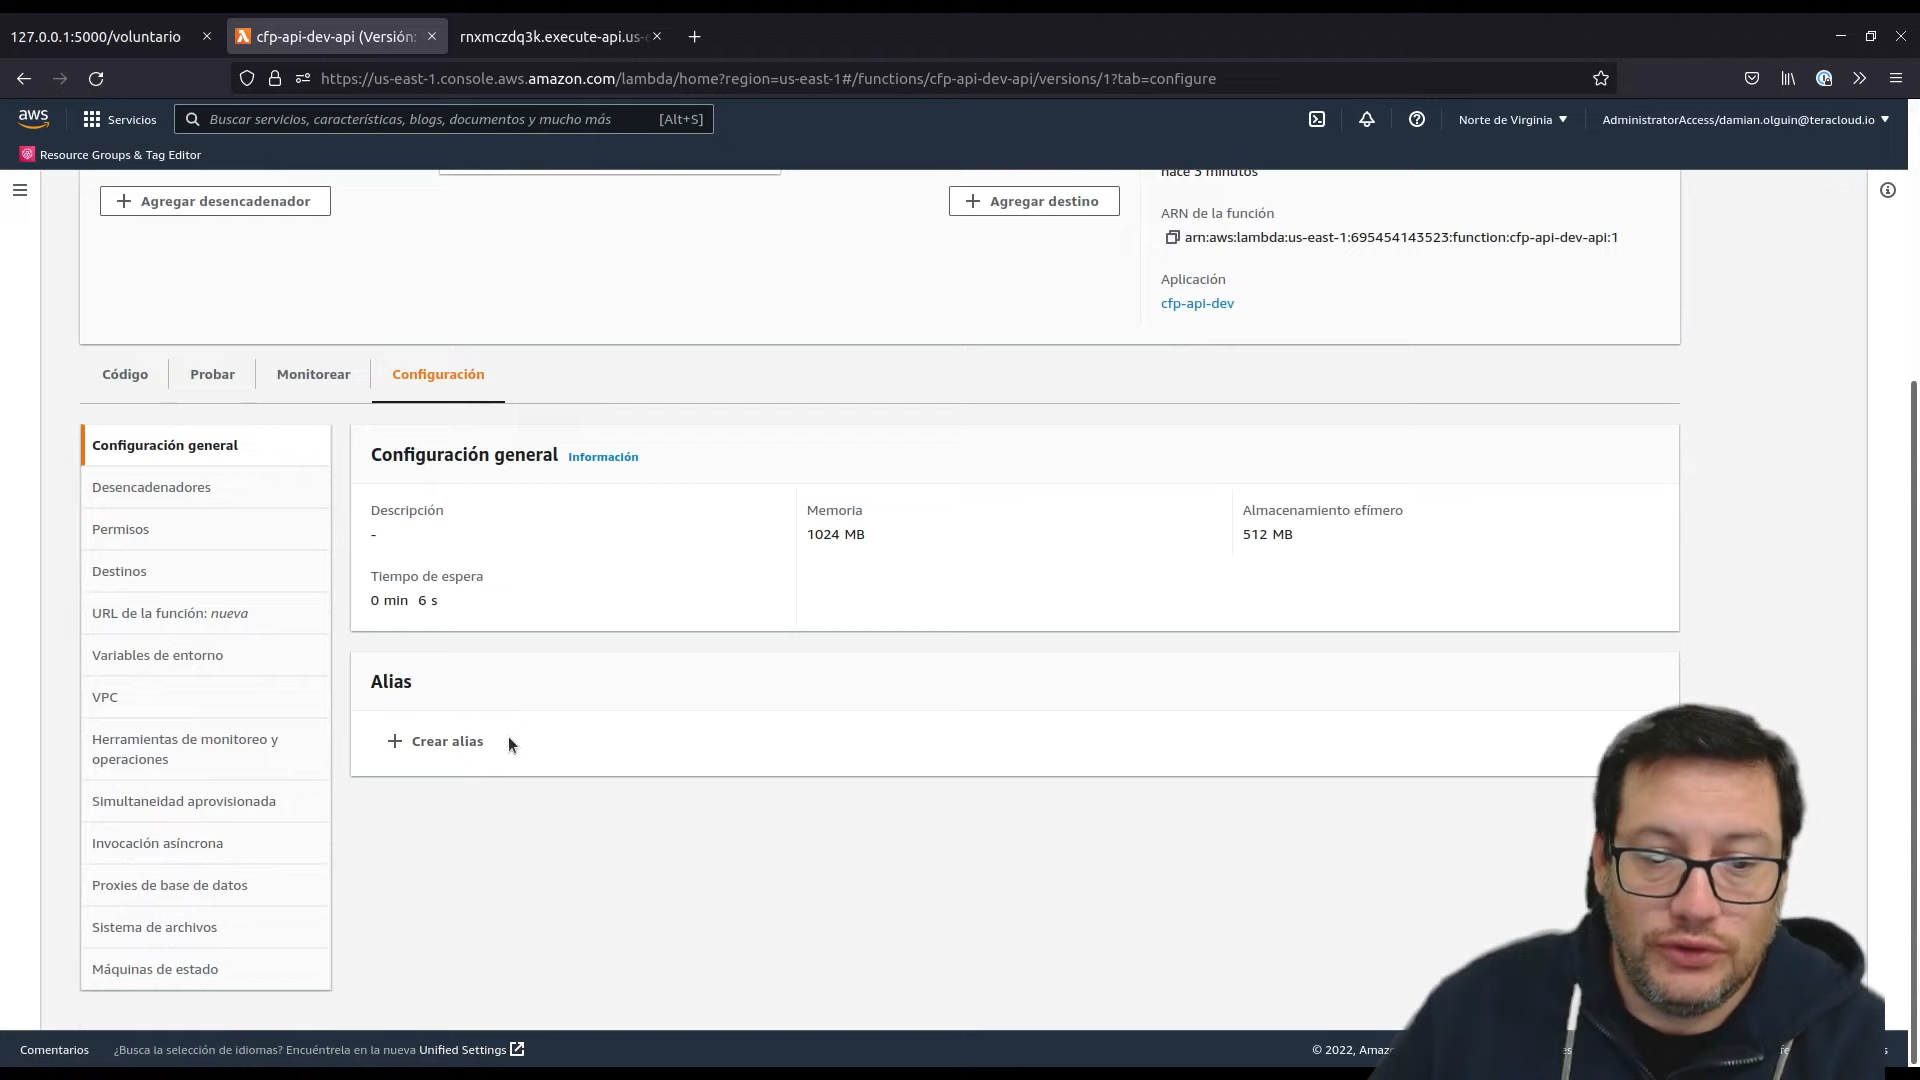 127.0.0.1:5000/voluntario
cfp-api-dev-api (Versión:
rnxmczdq3k.execute-api.us-
https://us-east-1.console.aws.amazon.com/lambda/home?region=us-east-1#/functions/cfp-api-dev-api/versions/1?tab=configure
aws
Servicios
Buscar servicios, características, blogs, documentos y mucho más
[Alt+S]
Norte de Virginia
AdministratorAccess/damian.olguin@teracloud.io
Resource Groups & Tag Editor
hace 3 minutos
Agregar desencadenador
Agregar destino
ARN de la función
arn:aws:lambda:us-east-1:695454143523:function:cfp-api-dev-api:1
Aplicación
cfp-api-dev
Código
Probar
Monitorear
Configuración
Configuración general
Desencadenadores
Permisos
Destinos
URL de la función: nueva
Variables de entorno
VPC
Herramientas de monitoreo y
operaciones
Simultaneidad aprovisionada
Invocación asíncrona
Proxies de base de datos
Sistema de archivos
Máquinas de estado
Configuración general Información
Descripción
-
Memoria
1024 MB
Almacenamiento efímero
512 MB
Tiempo de espera
0 min 6 s
Alias
Crear alias
Comentarios
¿Busca la selección de idiomas? Encuéntrela en la nueva Unified Settings
© 2022, Amaz